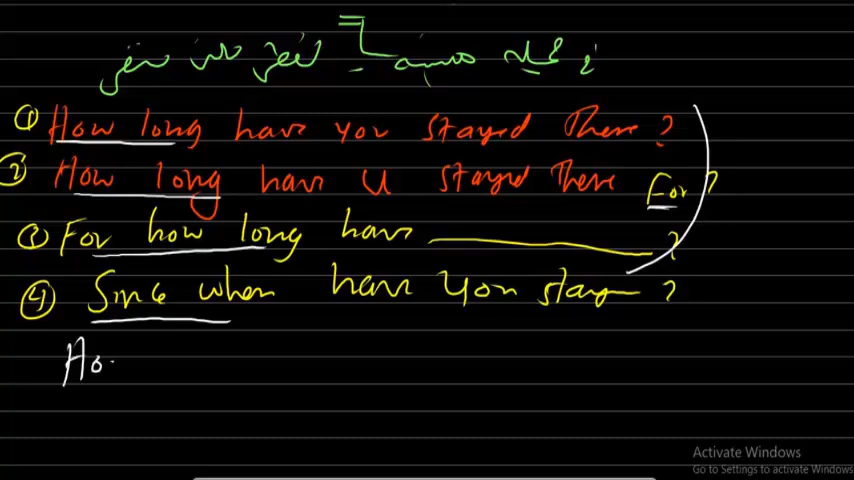 ① How long have you stayed There ?
② How long have u stayed There For ?
③ For how long have ________ ?
④ Since when have you stay ?
Ho
Activate Windows
Go to Settings to activate Windows.